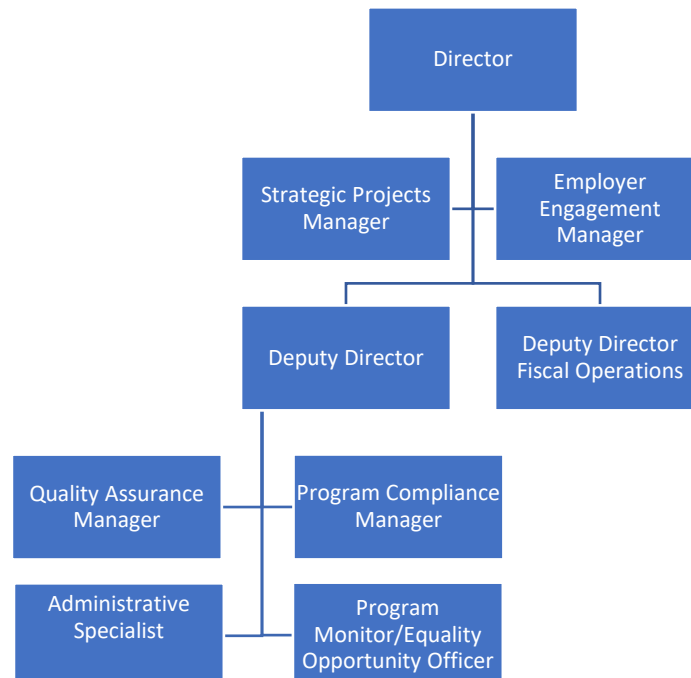 Director
Strategic Projects
Manager
Employer
Engagement
Manager
Deputy Director
Deputy Director
Fiscal Operations
Quality Assurance
Manager
Program Compliance
Manager
Administrative
Specialist
Program
Monitor/Equality
Opportunity Officer